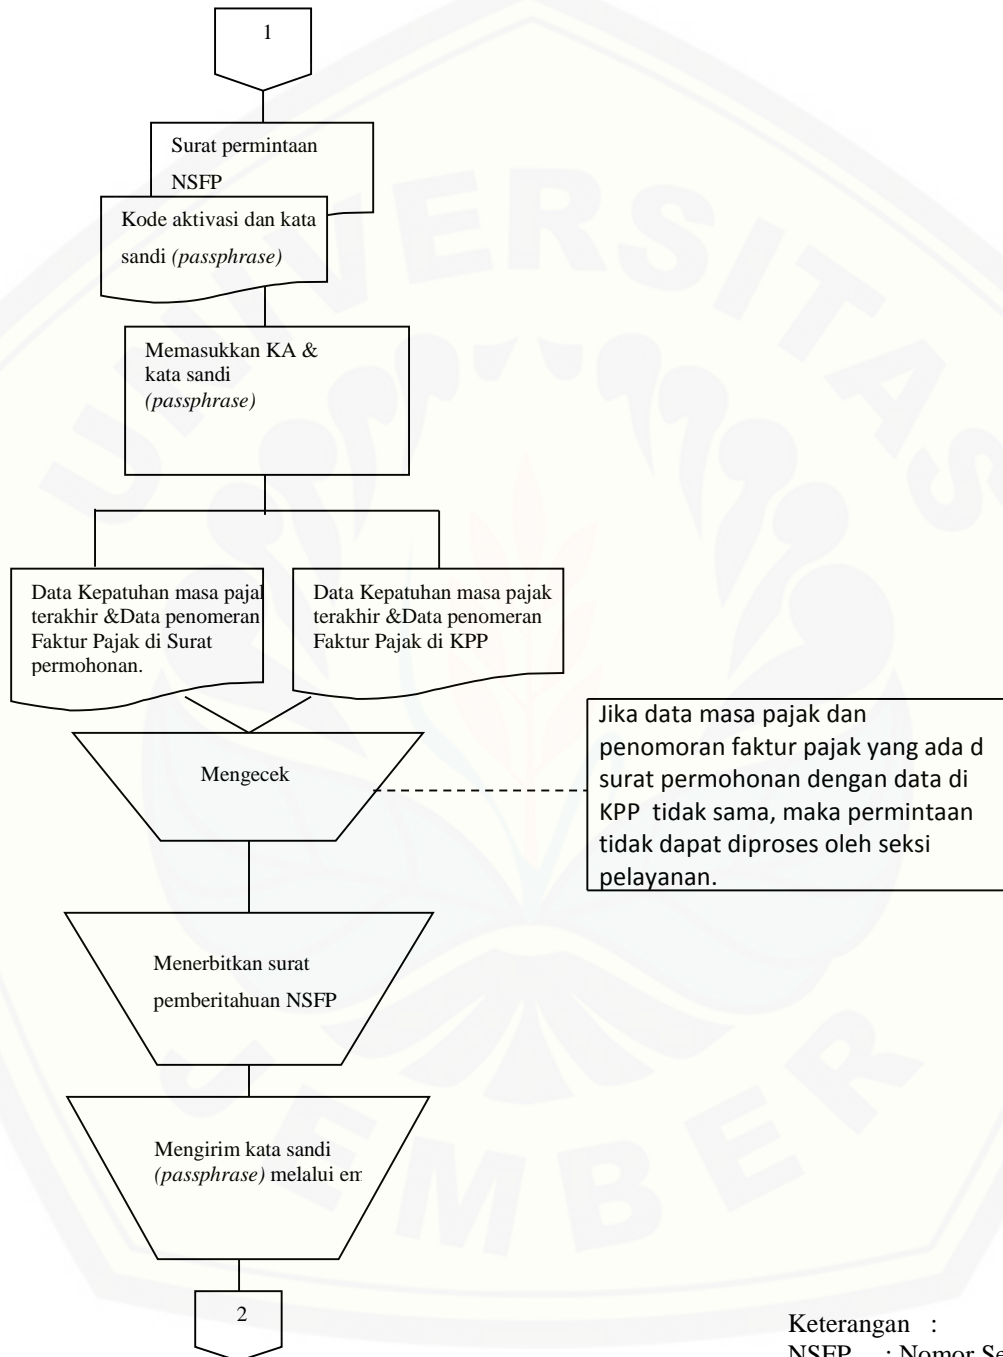 1
Surat permintaan
NSFP
Kode aktivasi dan kata
sandi (passphrase)
Memasukkan KA &
kata sandi
(passphrase)
Data Kepatuhan masa pajak
terakhir &Data penomeran
Faktur Pajak di Surat
permohonan.
Data Kepatuhan masa pajak
terakhir &Data penomeran
Faktur Pajak di KPP
Mengecek
Jika data masa pajak dan
penomoran faktur pajak yang ada d
surat permohonan dengan data di
KPP tidak sama, maka permintaan
tidak dapat diproses oleh seksi
pelayanan.
Menerbitkan surat
pemberitahuan NSFP
Mengirim kata sandi
(passphrase) melalui em
2
Keterangan :
NSFP : Nomor Se
UNIVERSITAS
JEMBER